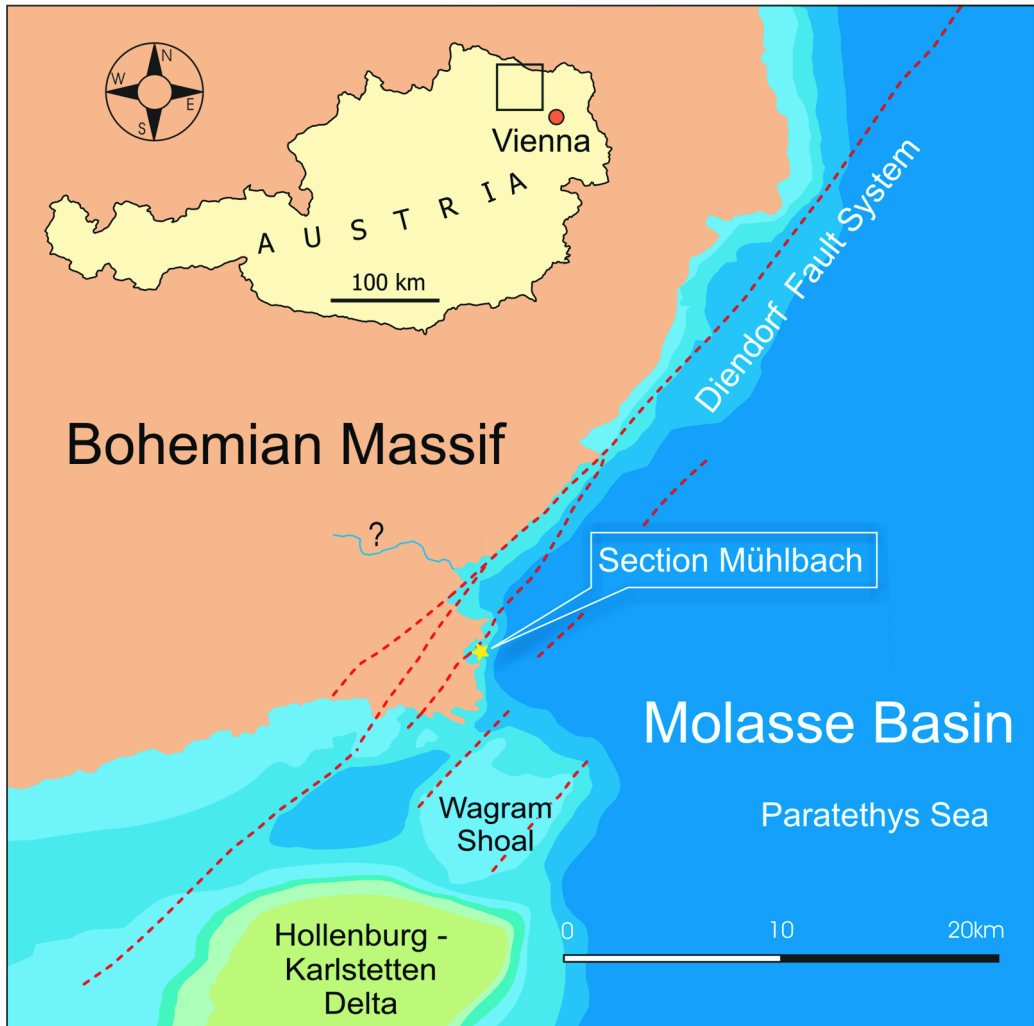 N
W
E
S
Vienna
AUSTRIA
100 km
Diendorf Fault System
Bohemian Massif
?
Section Mühlbach
Molasse Basin
Wagram
Shoal
Paratethys Sea
Hollenburg -
Karlstetten
Delta
0 10 20km